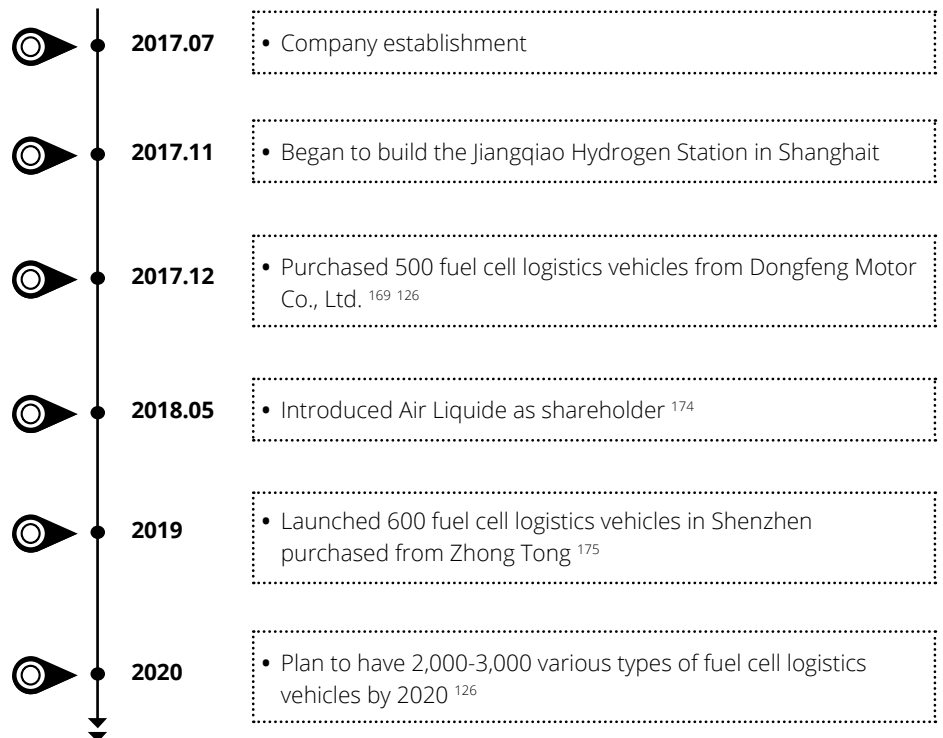 2017.07
• Company establishment
2017.11
• Began to build the Jiangqiao Hydrogen Station in Shanghait
2017.12
• Purchased 500 fuel cell logistics vehicles from Dongfeng Motor
Co., Ltd. 169 126
2018.05
• Introduced Air Liquide as shareholder 174
2019
• Launched 600 fuel cell logistics vehicles in Shenzhen
purchased from Zhong Tong 175
2020
• Plan to have 2,000-3,000 various types of fuel cell logistics
vehicles by 2020 126